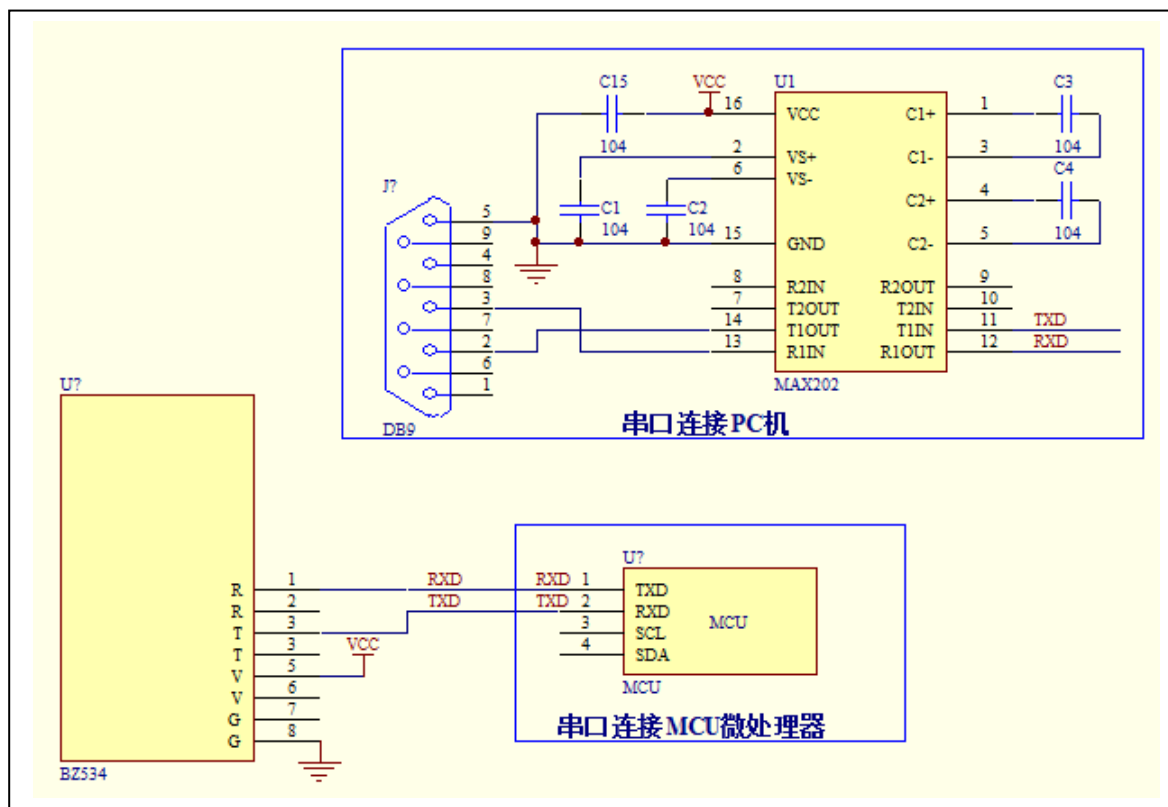 C15
VCC
U1
C3
104
16
VCC
C1+
1
104
2
VS+
C1-
3
6
VS-
C4
J?
C1
104
C2
104
C2+
4
104
5
15
GND
C2-
5
9
4
8
8
R2IN
R2OUT
9
3
7
T2OUT
T2IN
10
7
14
T1OUT
T1IN
11
TXD
2
13
R1IN
R1OUT
12
RXD
6
1
MAX202
DB9
串口连接PC机
U?
U?
R
1
RXD
RXD
1
TXD
R
2
TXD
TXD
2
RXD
MCU
T
3
3
SCL
T
3
VCC
4
SDA
V
5
MCU
V
6
G
7
G
8
串口连接MCU微处理器
BZ534